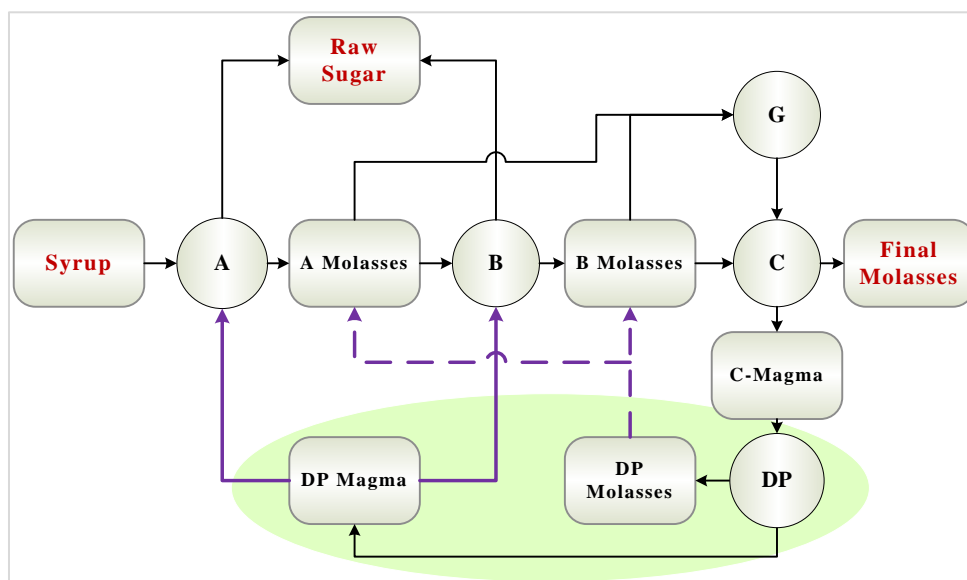 Raw
Sugar
G
Syrup
A
A Molasses
B
B Molasses
C
Final
Molasses
C-Magma
DP Magma
DP
Molasses
DP